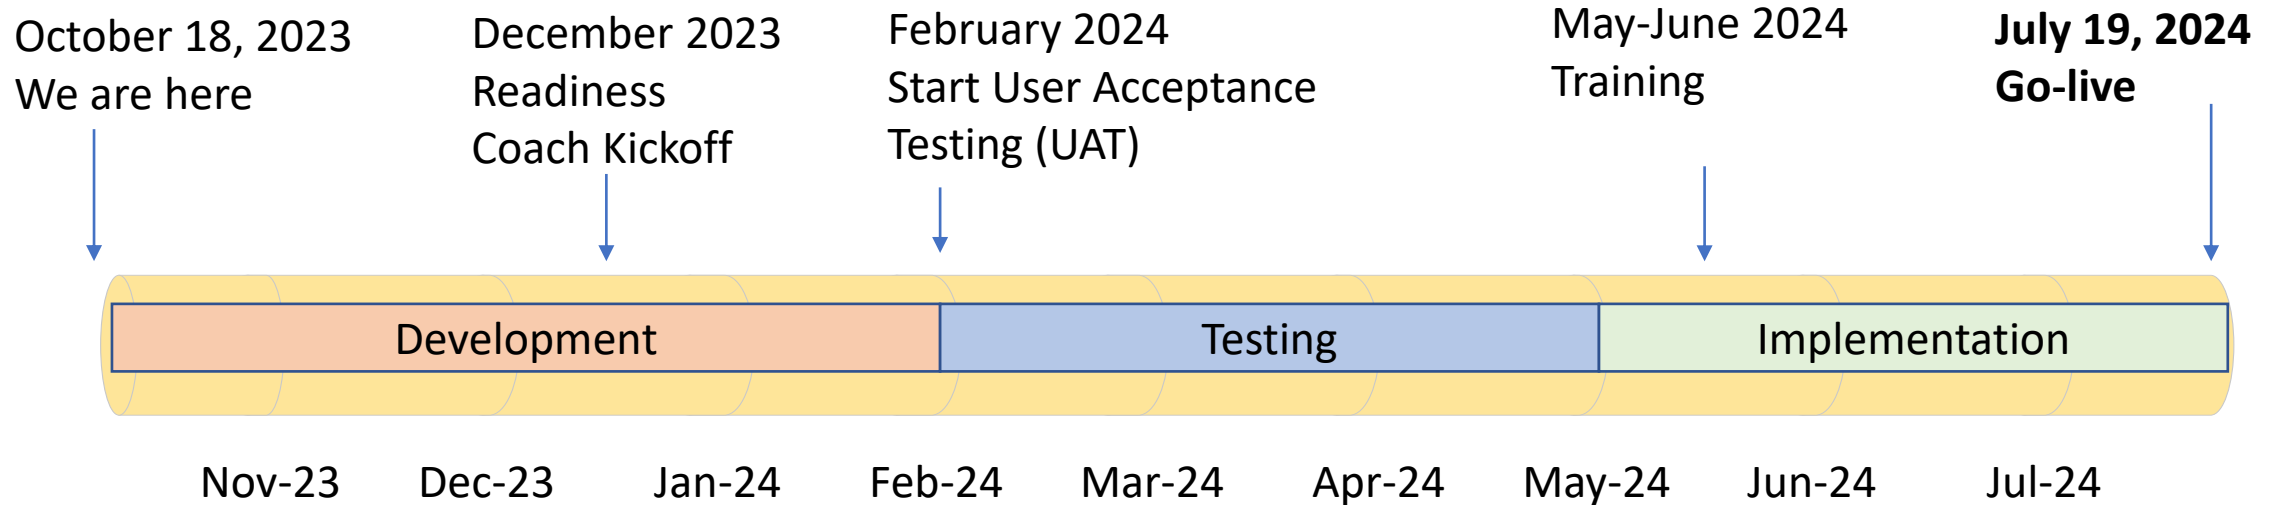 October 18, 2023
We are here
December 2023
Readiness
Coach Kickoff
February 2024
Start User Acceptance
Testing (UAT)
May-June 2024
Training
July 19, 2024
Go-live
Development
Testing
Implementation
Nov-23
Dec-23
Jan-24
Feb-24
Mar-24
Apr-24
May-24
Jun-24
Jul-24